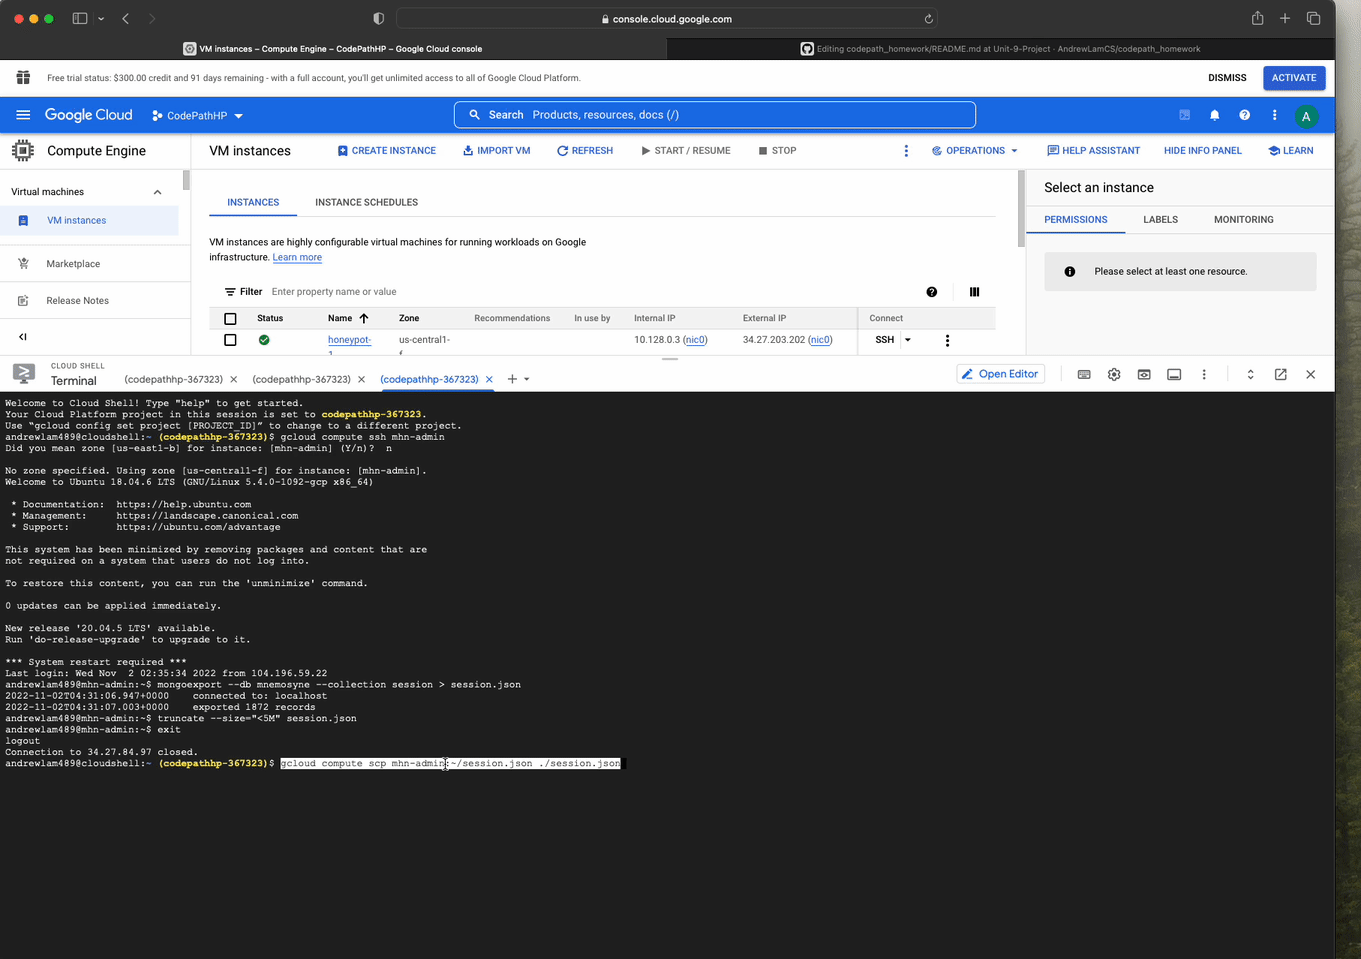 console.cloud.google.com
VM instances – Compute Engine – CodePathHP – Google Cloud console
Editing codepath_homework/README.md at Unit-9-Project · AndrewLamCS/codepath_homework
Free trial status: $300.00 credit and 91 days remaining - with a full account, you'll get unlimited access to all of Google Cloud Platform.
DISMISS
ACTIVATE
Google Cloud
CodePathHP
Search Products, resources, docs (/)
A
Compute Engine
VM instances
CREATE INSTANCE
IMPORT VM
REFRESH
START / RESUME
STOP
OPERATIONS
HELP ASSISTANT
HIDE INFO PANEL
LEARN
Virtual machines
VM instances
Marketplace
Release Notes
INSTANCES
INSTANCE SCHEDULES
VM instances are highly configurable virtual machines for running workloads on Google
infrastructure. Learn more
Filter Enter property name or value
Status Name Zone Recommendations In use by Internal IP External IP Connect
honeypot- us-central1- 10.128.0.3 (nic0) 34.27.203.202 (nic0) SSH
Select an instance
PERMISSIONS
LABELS
MONITORING
Please select at least one resource.
CLOUD SHELL
Terminal
(codepathhp-367323)
(codepathhp-367323)
(codepathhp-367323)
Open Editor
Welcome to Cloud Shell! Type "help" to get started.
Your Cloud Platform project in this session is set to codepathhp-367323.
Use “gcloud config set project [PROJECT_ID]” to change to a different project.
andrewlam489@cloudshell:~ (codepathhp-367323)$ gcloud compute ssh mhn-admin
Did you mean zone [us-east1-b] for instance: [mhn-admin] (Y/n)? n
No zone specified. Using zone [us-central1-f] for instance: [mhn-admin].
Welcome to Ubuntu 18.04.6 LTS (GNU/Linux 5.4.0-1092-gcp x86_64)
* Documentation: https://help.ubuntu.com
* Management: https://landscape.canonical.com
* Support: https://ubuntu.com/advantage
This system has been minimized by removing packages and content that are
not required on a system that users do not log into.
To restore this content, you can run the 'unminimize' command.
0 updates can be applied immediately.
New release '20.04.5 LTS' available.
Run 'do-release-upgrade' to upgrade to it.
*** System restart required ***
Last login: Wed Nov 2 02:35:34 2022 from 104.196.59.22
andrewlam489@mhn-admin:~$ mongoexport --db mnemosyne --collection session > session.json
2022-11-02T04:31:06.947+0000 connected to: localhost
2022-11-02T04:31:07.003+0000 exported 1872 records
andrewlam489@mhn-admin:~$ truncate --size="<5M" session.json
andrewlam489@mhn-admin:~$ exit
logout
Connection to 34.27.84.97 closed.
andrewlam489@cloudshell:~ (codepathhp-367323)$ gcloud compute scp mhn-admin:~/session.json ./session.json